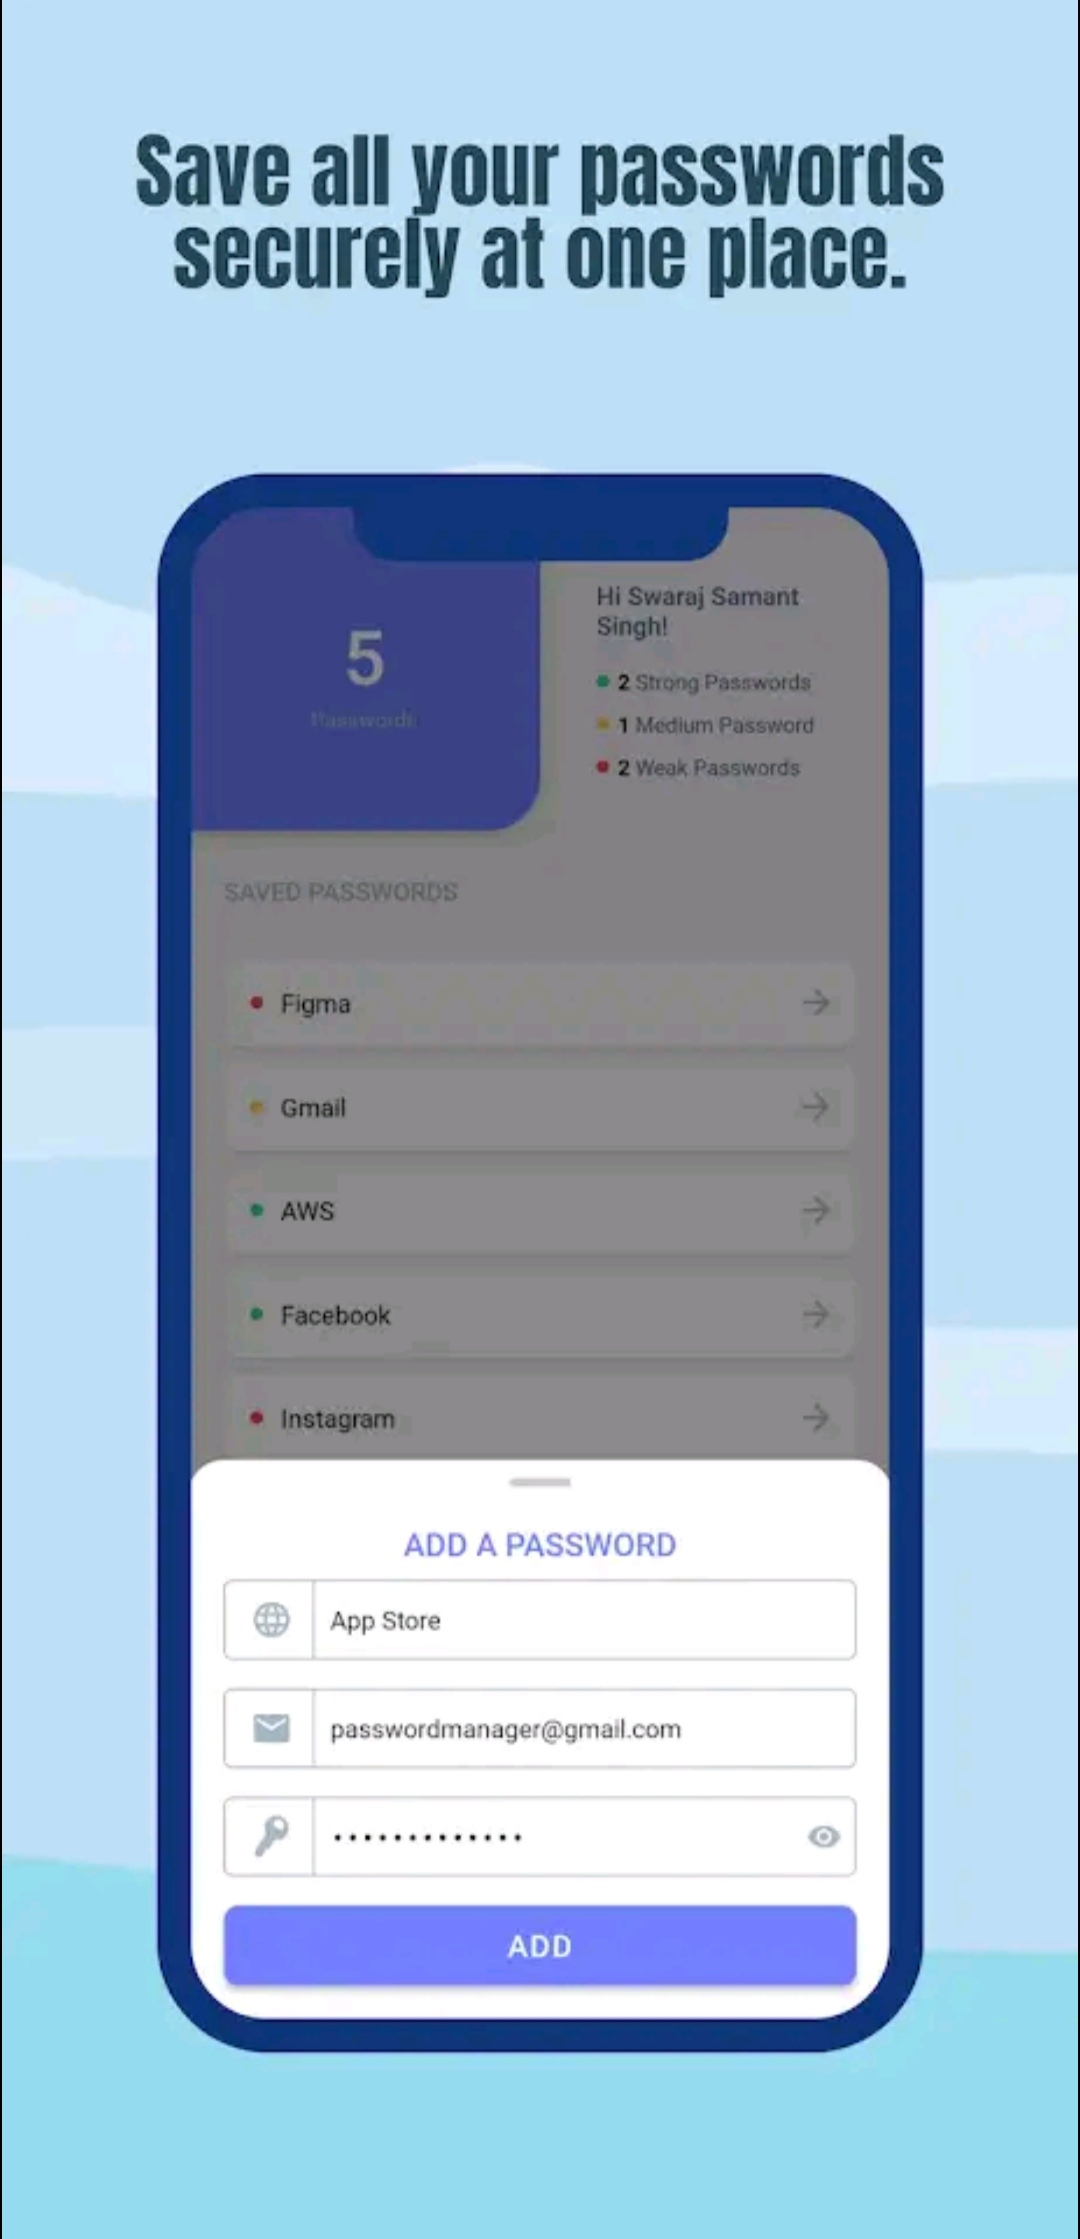 Save all your passwords
securely at one place.
5
Passwords
Hi Swaraj Samant
Singh!
2 Strong Passwords
1 Medium Password
2 Weak Passwords
SAVED PASSWORDS
Figma
Gmail
AWS
Facebook
Instagram
ADD A PASSWORD
App Store
passwordmanager@gmail.com
•••••••••••••
ADD